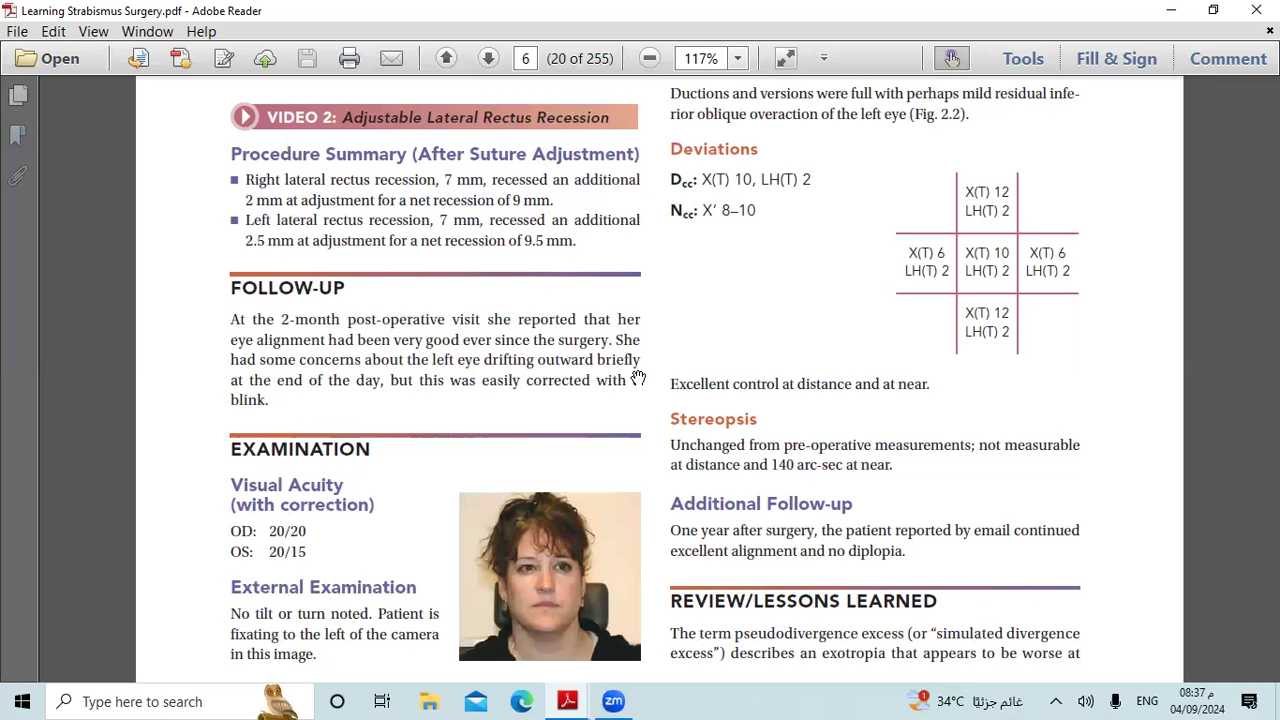 Learning Strabismus Surgery.pdf - Adobe Reader
File Edit View Window Help
Open 6 (20 of 255) 117% Tools Fill & Sign Comment
VIDEO 2: Adjustable Lateral Rectus Recession
Procedure Summary (After Suture Adjustment)
Right lateral rectus recession, 7 mm, recessed an additional
2 mm at adjustment for a net recession of 9 mm.
Left lateral rectus recession, 7 mm, recessed an additional
2.5 mm at adjustment for a net recession of 9.5 mm.
FOLLOW-UP
At the 2-month post-operative visit she reported that her
eye alignment had been very good ever since the surgery. She
had some concerns about the left eye drifting outward briefly
at the end of the day, but this was easily corrected with
blink.
EXAMINATION
Visual Acuity
(with correction)
OD: 20/20
OS: 20/15
External Examination
No tilt or turn noted. Patient is
fixating to the left of the camera
in this image.
Ductions and versions were full with perhaps mild residual infe-
rior oblique overaction of the left eye (Fig. 2.2).
Deviations
Dcc: X(T) 10, LH(T) 2
Ncc: X′ 8–10
X(T) 12
LH(T) 2
X(T) 6 X(T) 10 X(T) 6
LH(T) 2 LH(T) 2 LH(T) 2
X(T) 12
LH(T) 2
Excellent control at distance and at near.
Stereopsis
Unchanged from pre-operative measurements; not measurable
at distance and 140 arc-sec at near.
Additional Follow-up
One year after surgery, the patient reported by email continued
excellent alignment and no diplopia.
REVIEW/LESSONS LEARNED
The term pseudodivergence excess (or “simulated divergence
excess”) describes an exotropia that appears to be worse at
Type here to search zm 1 34°C غائم جزئيًا ENG 08:37 م
04/09/2024